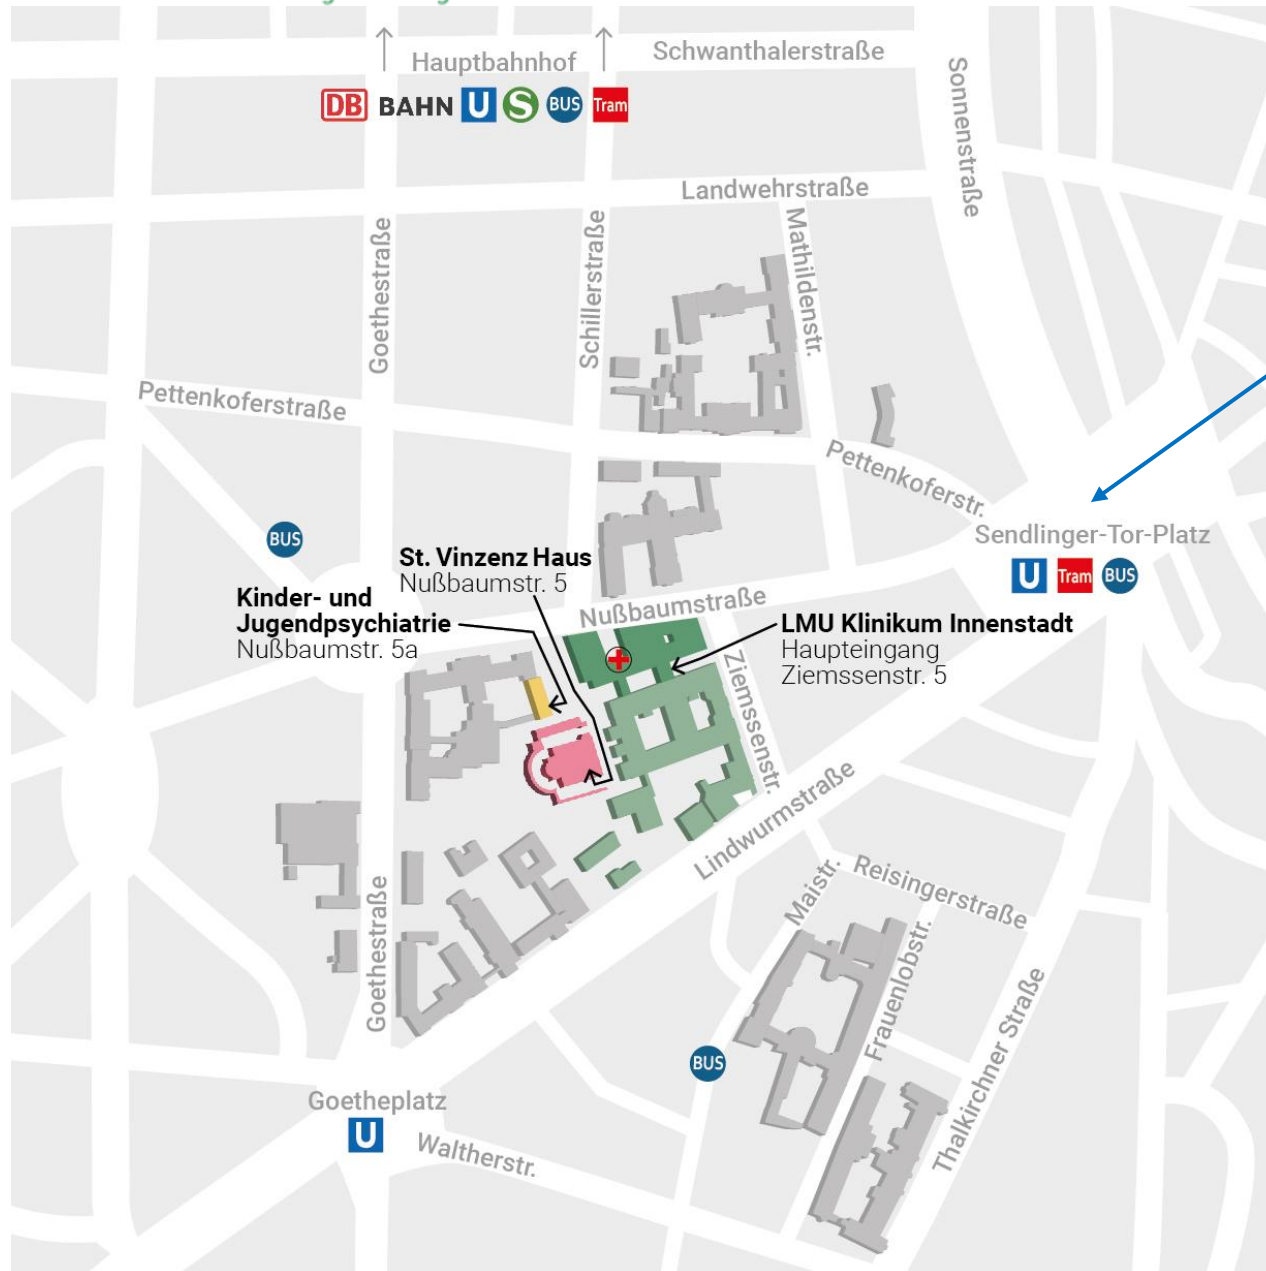 Hauptbahnhof
Schwanthalerstraße
DB BAHN U S BUS Tram
Sonnenstraße
Landwehrstraße
Goethestraße
Schillerstraße
Mathildenstr.
Pettenkoferstraße
Pettenkoferstr.
BUS
Sendlinger-Tor-Platz
U Tram BUS
St. Vinzenz Haus
Nußbaumstr. 5
Kinder- und
Jugendpsychiatrie
Nußbaumstr. 5a
Nußbaumstraße
LMU Klinikum Innenstadt
Haupteingang
Ziemssenstr. 5
Ziemssenstr.
Lindwurmstraße
Maistr.
Reisingerstraße
Goethestraße
Frauenlobstr.
Thalkirchner Straße
BUS
Goetheplatz
U
Waltherstr.